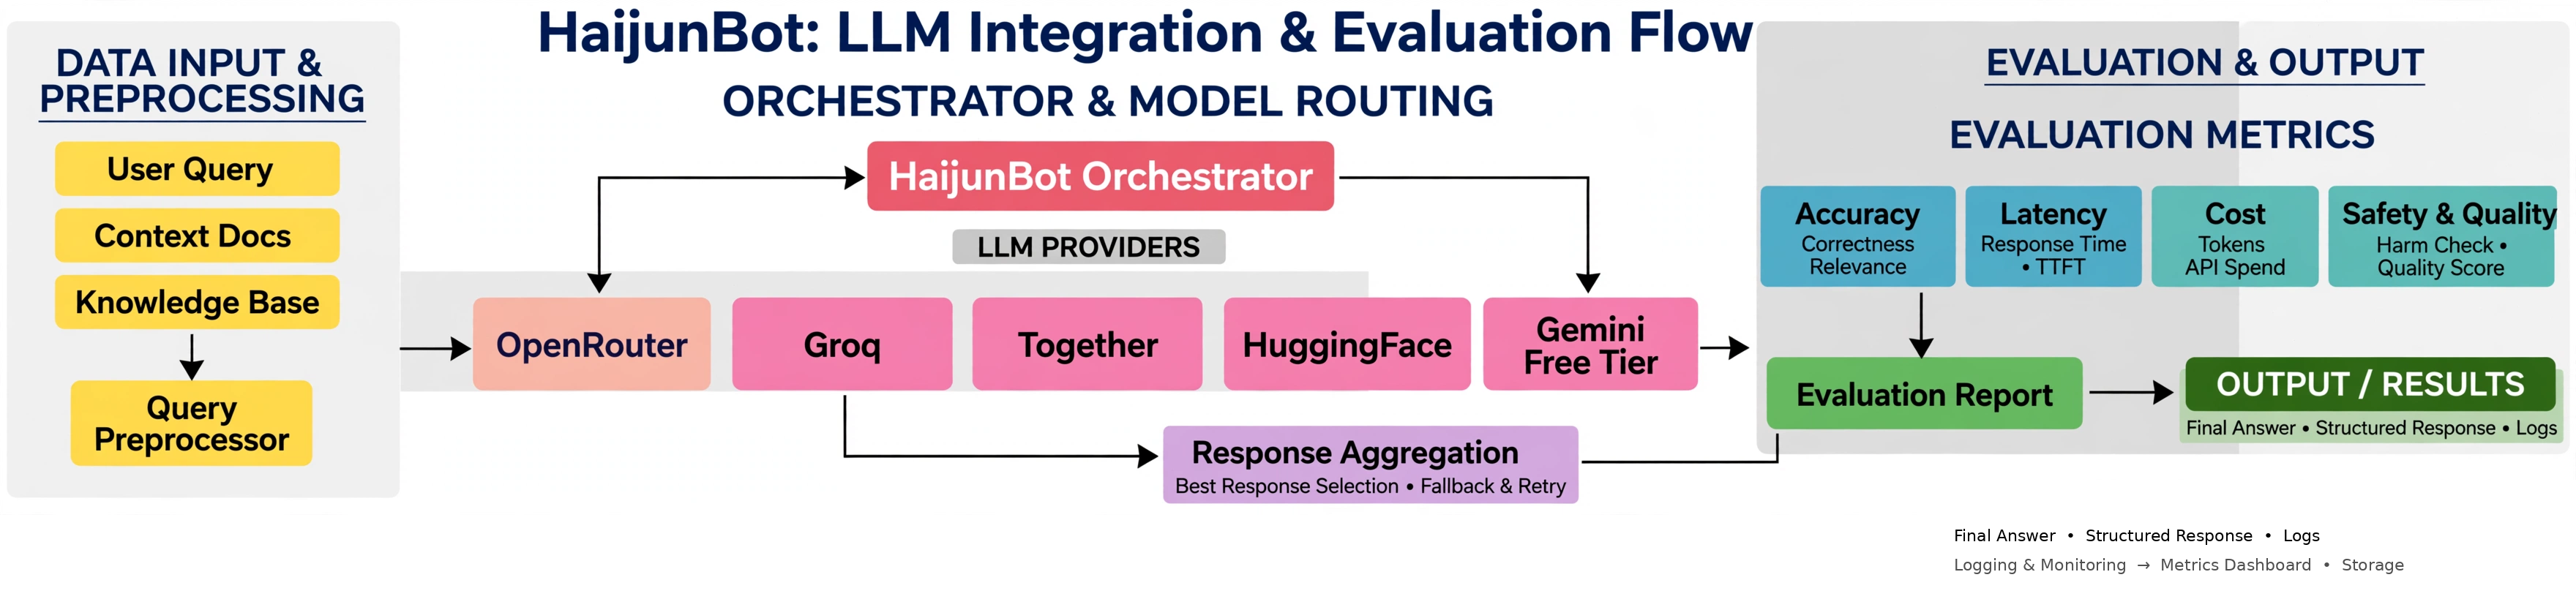 HaijunBot: LLM Integration & Evaluation Flow
DATA INPUT &
PREPROCESSING
User Query
Context Docs
Knowledge Base
Query
Preprocessor
ORCHESTRATOR & MODEL ROUTING
HaijunBot Orchestrator
LLM PROVIDERS
OpenRouter
Groq
Together
HuggingFace
Gemini
Free Tier
Response Aggregation
Best Response Selection • Fallback & Retry
EVALUATION & OUTPUT
EVALUATION METRICS
Accuracy
Correctness
Relevance
Latency
Response Time
• TTFT
Cost
Tokens
API Spend
Safety & Quality
Harm Check •
Quality Score
Evaluation Report
OUTPUT / RESULTS
Final Answer • Structured Response • Logs
Final Answer • Structured Response • Logs
Logging & Monitoring → Metrics Dashboard • Storage